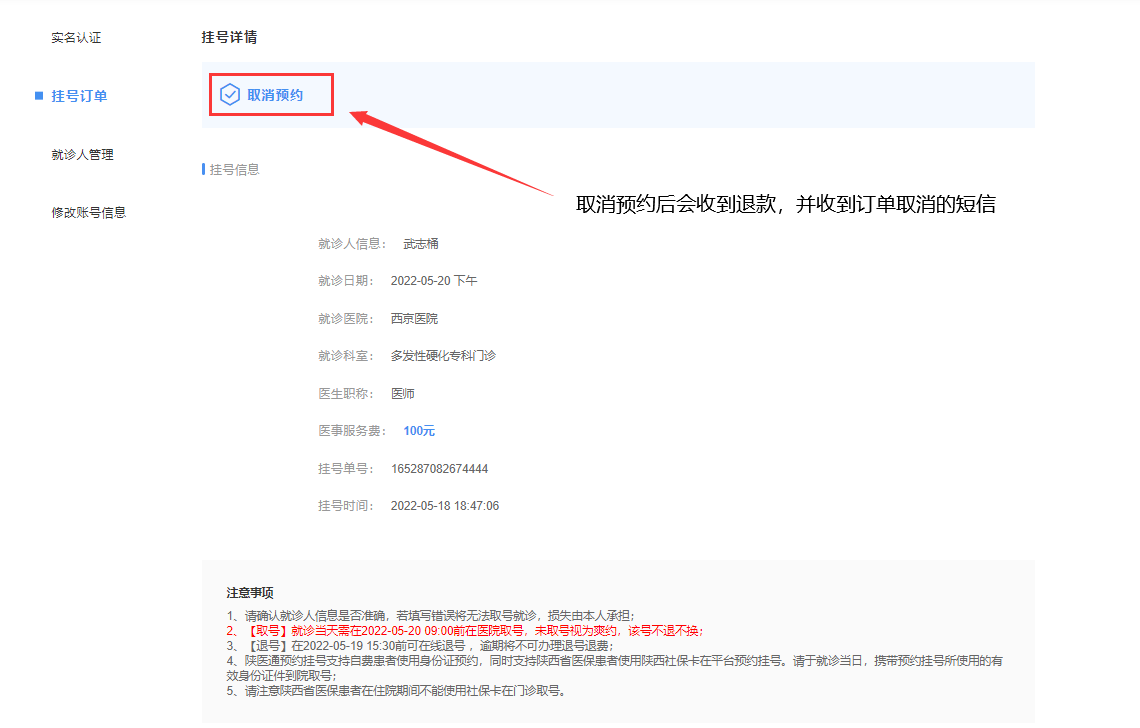 实名认证
挂号订单
就诊人管理
修改账号信息
挂号详情
取消预约
取消预约后会收到退款，并收到订单取消的短信
挂号信息
就诊人信息： 武志桶
就诊日期： 2022-05-20 下午
就诊医院： 西京医院
就诊科室： 多发性硬化专科门诊
医生职称： 医师
医事服务费： 100元
挂号单号： 165287082674444
挂号时间： 2022-05-18 18:47:06
注意事项
1、请确认就诊人信息是否准确，若填写错误将无法取号就诊，损失由本人承担；
2、【取号】就诊当天需在2022-05-20 09:00前在医院取号，未取号视为爽约，该号不退不换；
3、【退号】在2022-05-19 15:30前可在线退号 ，逾期将不可办理退号退费；
4、陕医通预约挂号支持自费患者使用身份证预约，同时支持陕西省医保患者使用陕西社保卡在平台预约挂号。请于就诊当日，携带预约挂号所使用的有
效身份证件到院取号；
5、请注意陕西省医保患者在住院期间不能使用社保卡在门诊取号。